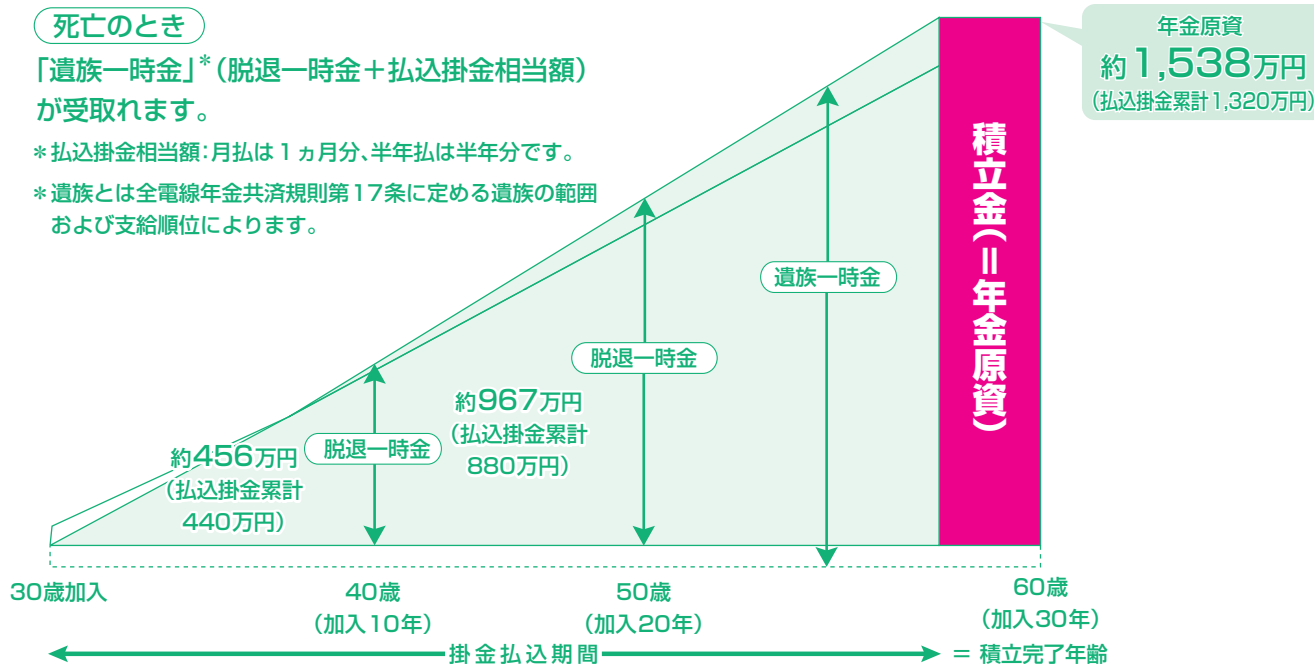 死亡のとき
「遺族一時金」*(脱退一時金+払込掛金相当額)
が受取れます。
*払込掛金相当額:月払は1ヵ月分、半年払は半年分です。
*遺族とは全電線年金共済規則第17条に定める遺族の範囲
および支給順位によります。
年金原資
約1,538万円
(払込掛金累計1,320万円)
積立金(=年金原資)
遺族一時金
脱退一時金
約967万円
(払込掛金累計
880万円)
脱退一時金
約456万円
(払込掛金累計
440万円)
30歳加入
40歳
(加入10年)
50歳
(加入20年)
60歳
(加入30年)
掛金払込期間
= 積立完了年齢